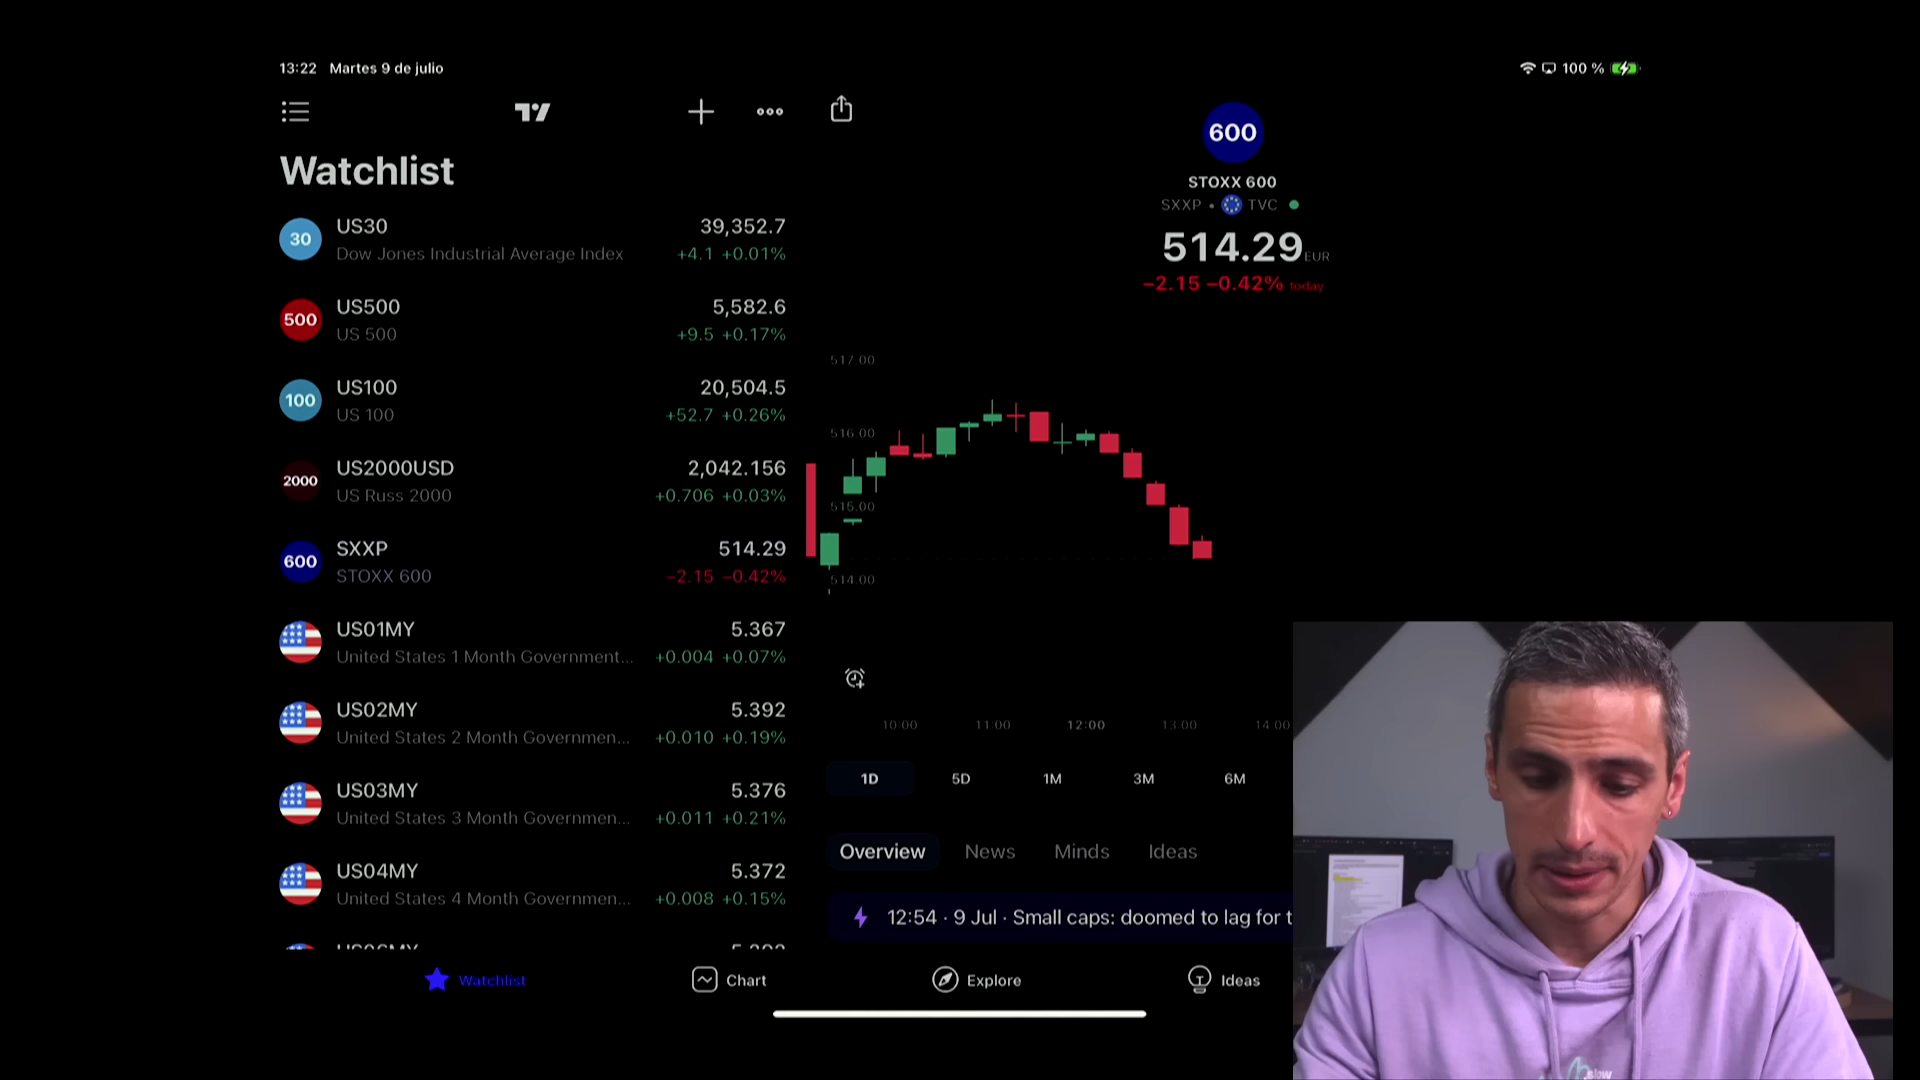 13:22 Martes 9 de julio
100 %
Watchlist
30
US30
39,352.7
Dow Jones Industrial Average Index
+4.1 +0.01%
500
US500
5,582.6
US 500
+9.5 +0.17%
100
US100
20,504.5
US 100
+52.7 +0.26%
2000
US2000USD
2,042.156
US Russ 2000
+0.706 +0.03%
600
SXXP
514.29
STOXX 600
−2.15 −0.42%
US01MY
5.367
United States 1 Month Government...
+0.004 +0.07%
US02MY
5.392
United States 2 Month Governmen...
+0.010 +0.19%
US03MY
5.376
United States 3 Month Governmen...
+0.011 +0.21%
US04MY
5.372
United States 4 Month Governmen...
+0.008 +0.15%
600
STOXX 600
SXXP • TVC
514.29 EUR
−2.15 −0.42% today
517.00
516.00
515.00
514.00
10:00 11:00 12:00 13:00 14:00
1D 5D 1M 3M 6M
Overview News Minds Ideas
12:54 · 9 Jul · Small caps: doomed to lag for t
Watchlist Chart Explore Ideas
slow